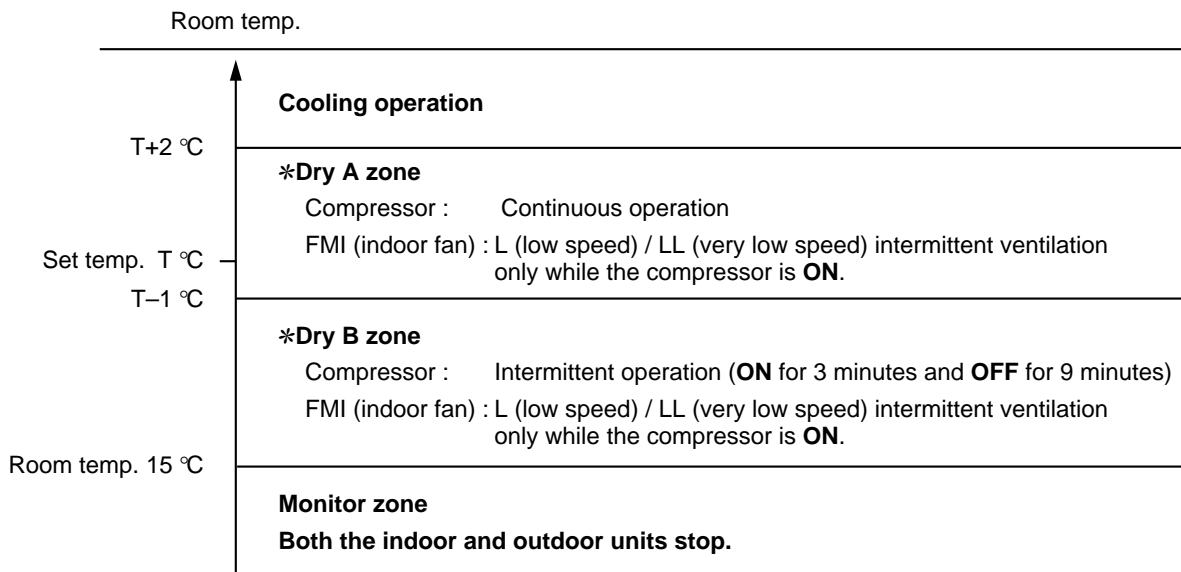 Room temp.
Cooling operation
T+2 °C
*Dry A zone
Compressor : Continuous operation
FMI (indoor fan) : L (low speed) / LL (very low speed) intermittent ventilation
only while the compressor is ON.
Set temp. T °C
T–1 °C
*Dry B zone
Compressor : Intermittent operation (ON for 3 minutes and OFF for 9 minutes)
FMI (indoor fan) : L (low speed) / LL (very low speed) intermittent ventilation
only while the compressor is ON.
Room temp. 15 °C
Monitor zone
Both the indoor and outdoor units stop.